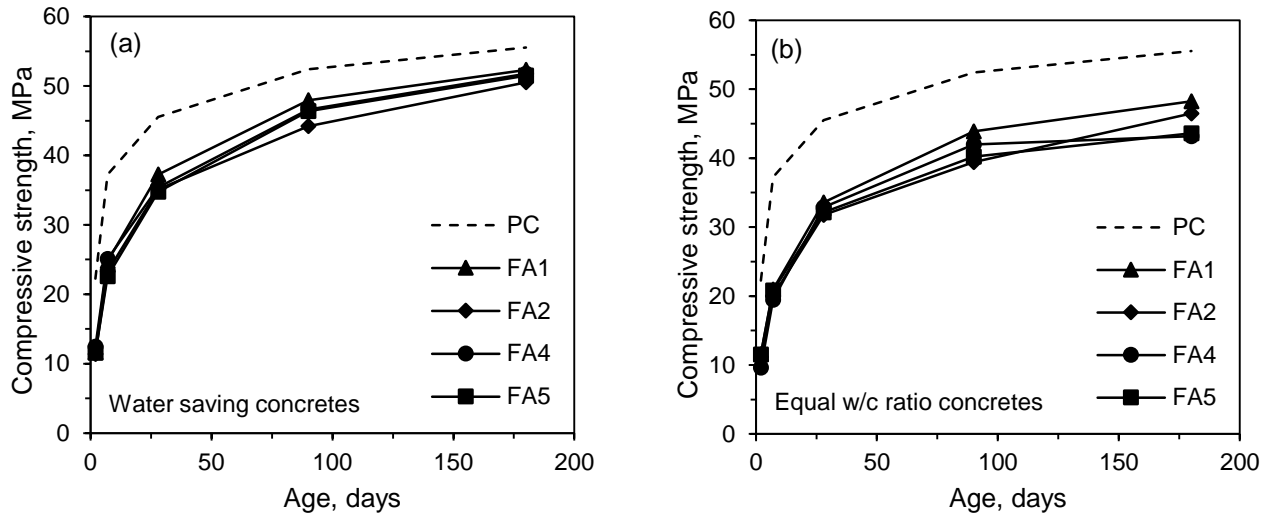 (a)
Compressive strength, MPa
60
50
40
30
20
10
0
PC
FA1
FA2
FA4
FA5
Water saving concretes
0 50 100 150 200
Age, days
(b)
Compressive strength, MPa
60
50
40
30
20
10
0
PC
FA1
FA2
FA4
FA5
Equal w/c ratio concretes
0 50 100 150 200
Age, days